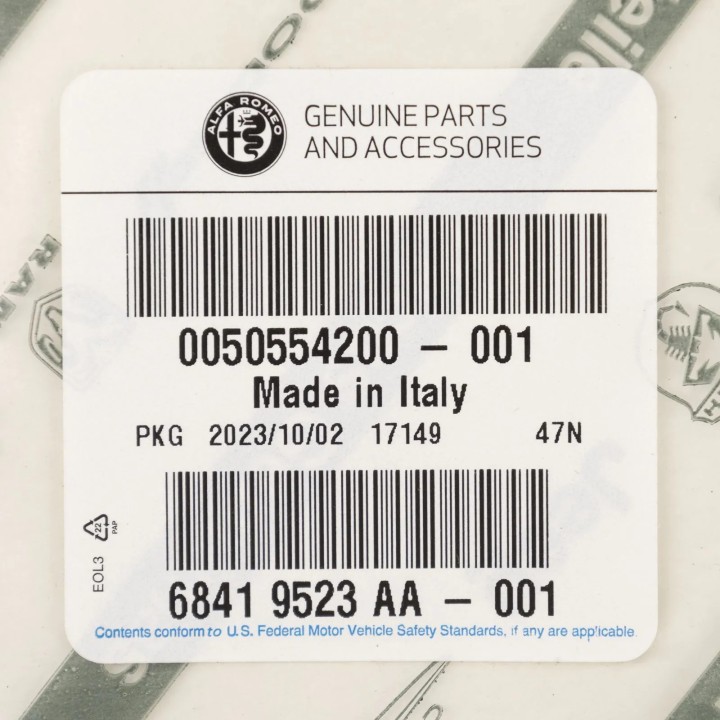 ALFA ROMEO
GENUINE PARTS
AND ACCESSORIES
0050554200 – 001
Made in Italy
PKG 2023/10/02 17149 47N
22
PAP
EOL3
6841 9523 AA – 001
Contents conform to U.S. Federal Motor Vehicle Safety Standards, if any are applicable.